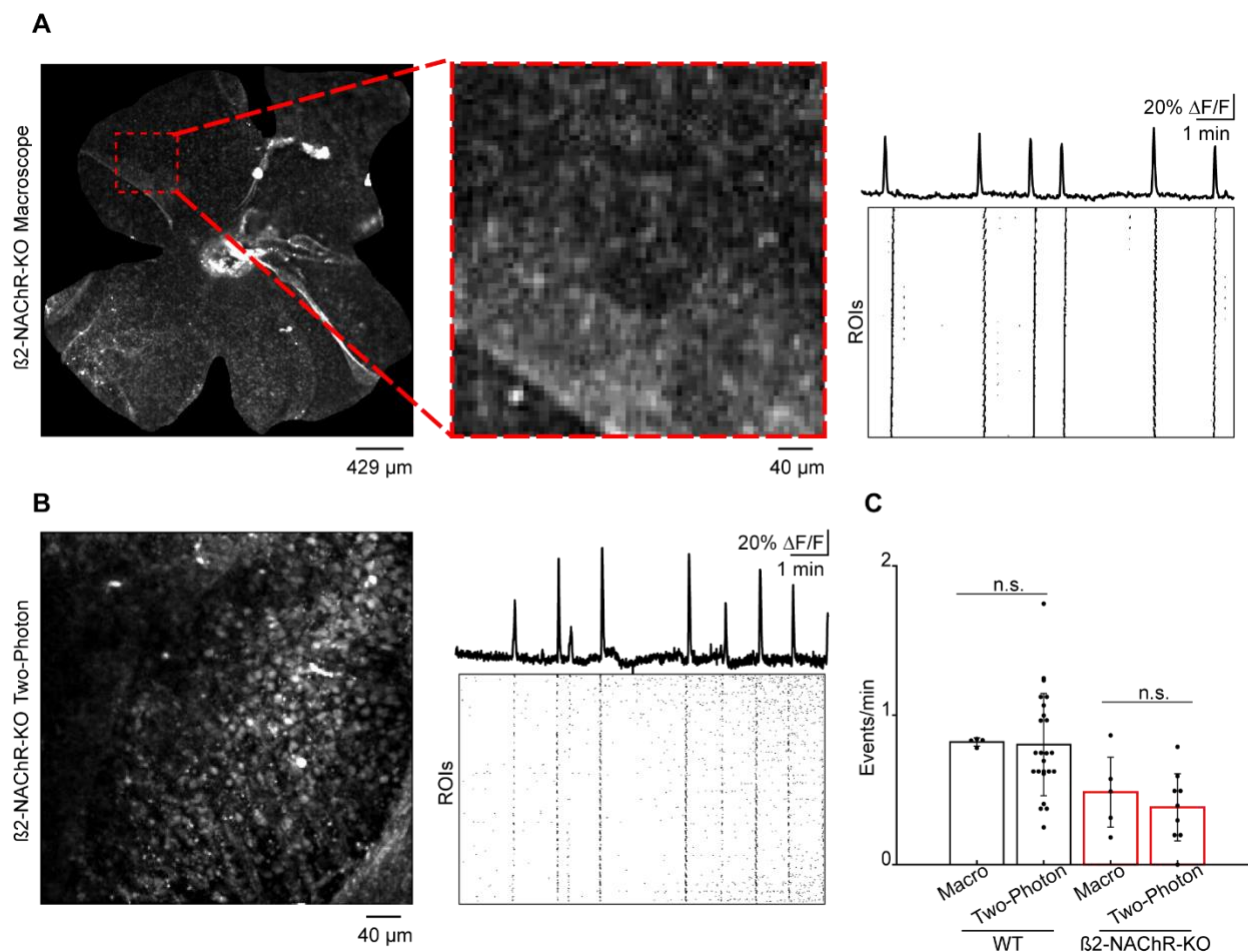 A
ß2-NAChR-KO Macroscope
429 µm
40 µm
20% ΔF/F
1 min
ROIs
B
ß2-NAChR-KO Two-Photon
40 µm
20% ΔF/F
1 min
ROIs
C
Events/min
2
1
0
n.s.
n.s.
Macro
Two-Photon
Macro
Two-Photon
WT
ß2-NAChR-KO